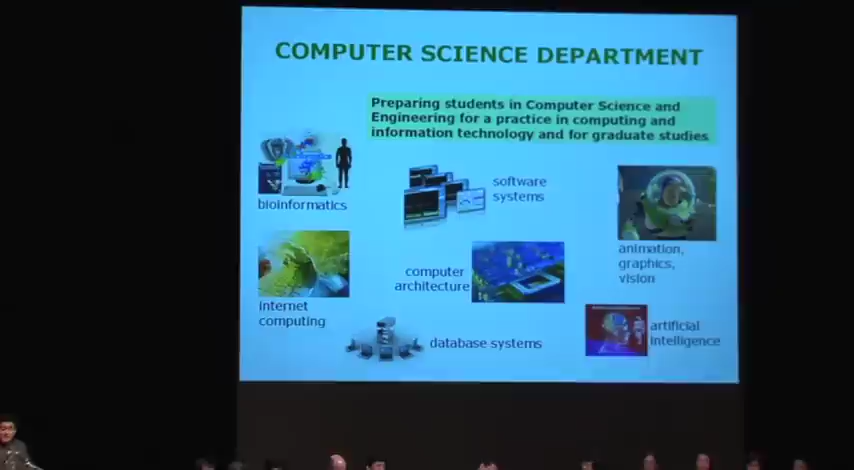 COMPUTER SCIENCE DEPARTMENT
Preparing students in Computer Science and
Engineering for a practice in computing and
information technology and for graduate studies
bioinformatics
software
systems
animation,
graphics,
vision
internet
computing
computer
architecture
database systems
artificial
intelligence